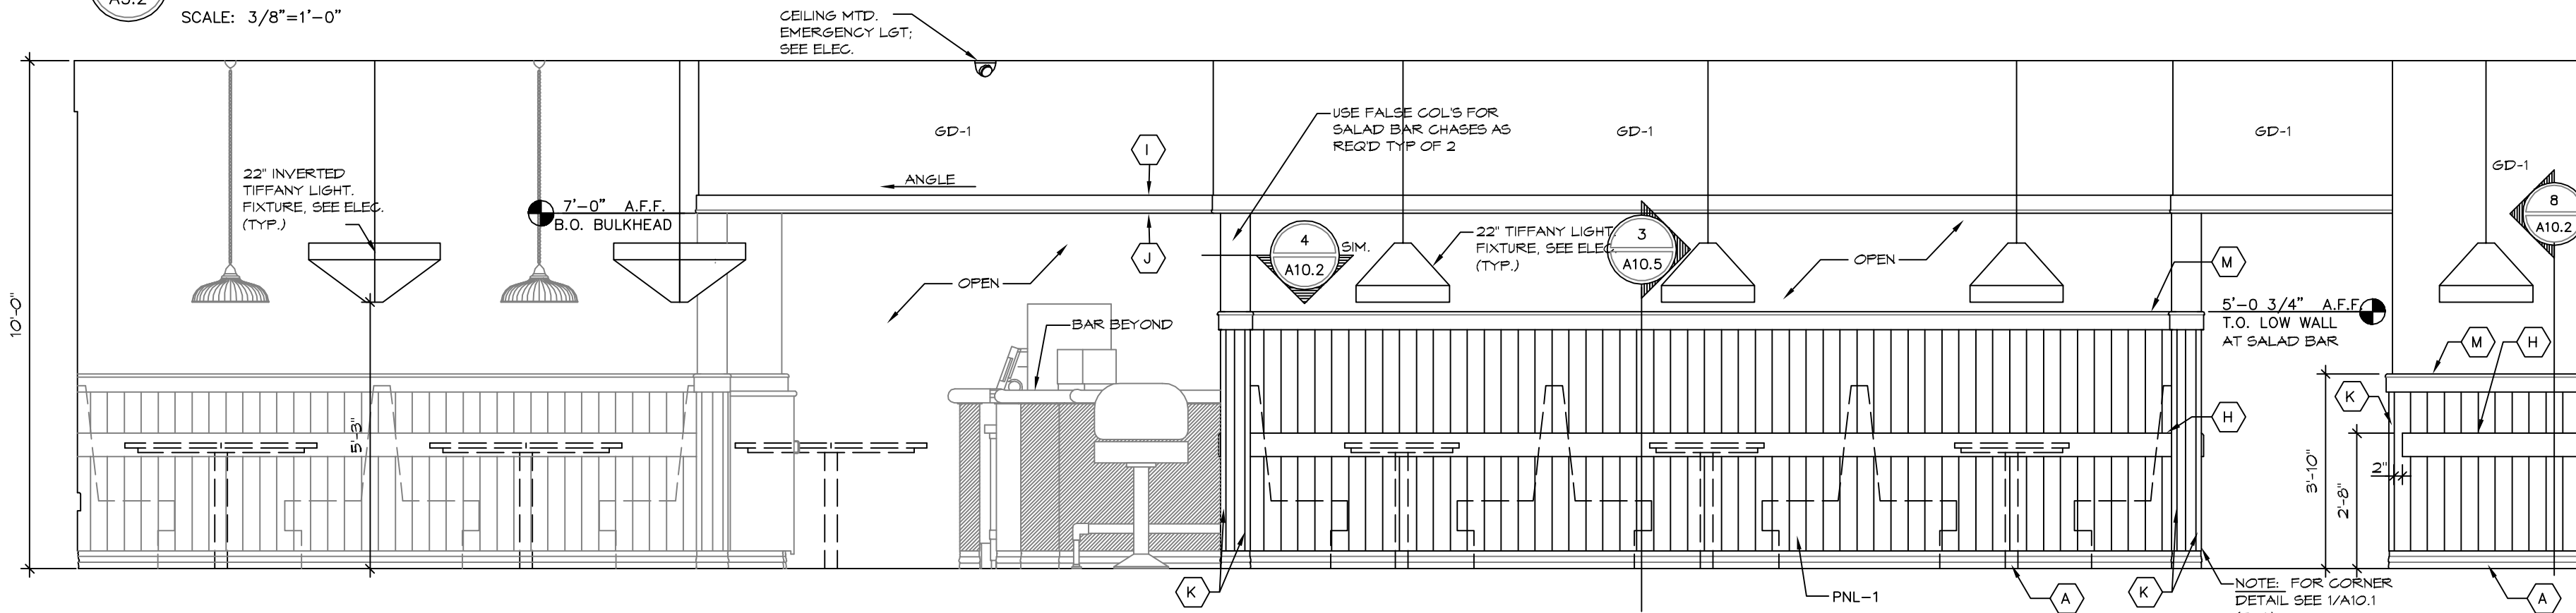 A3.2
SCALE: 3/8"=1'-0"
CEILING MTD.
EMERGENCY LGT;
SEE ELEC.
USE FALSE COL'S FOR
SALAD BAR CHASES AS
REQ'D TYP OF 2
GD-1
GD-1
GD-1
GD-1
I
ANGLE
22" INVERTED
TIFFANY LIGHT.
FIXTURE, SEE ELEC.
(TYP.)
7'-0" A.F.F.
B.O. BULKHEAD
J
4
A10.2
SIM.
22" TIFFANY LIGHT
FIXTURE, SEE ELEC.
(TYP.)
3
A10.5
8
A10.2
OPEN
OPEN
M
10'-0"
BAR BEYOND
5'-0 3/4" A.F.F.
T.O. LOW WALL
AT SALAD BAR
M
H
K
H
5'-3"
3'-10"
2'-8"
2"
K
PNL-1
A
K
NOTE: FOR CORNER
DETAIL SEE 1/A10.1
A